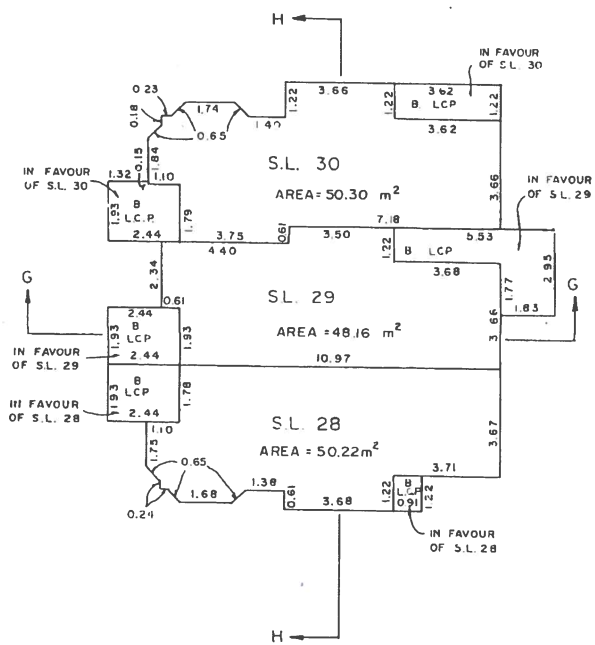 H
IN FAVOUR
OF S.L. 30
0.23
3.62
1.74
1.22
3.66
1.22
B LCP
1.22
0.18
0.65
1.40
3.62
1.84
0.15
S.L. 30
IN FAVOUR
OF S.L. 30
1.32
1.10
AREA = 50.30 m²
3.66
IN FAVOUR
OF S.L. 29
1.93
B
L.C.P.
1.79
2.44
7.18
3.75
0.61
3.50
5.53
4.40
1.22
B LCP
2.34
3.68
2.95
G
0.61
S.L. 29
1.77
G
2.44
1.83
1.93
B
LCP
1.93
AREA = 48.16 m²
3.66
IN FAVOUR
OF S.L. 29
2.44
10.97
1.93
B
LCP
1.78
IN FAVOUR
OF S.L. 28
2.44
S.L. 28
3.67
1.10
AREA = 50.22m²
1.75
0.65
3.71
1.38
1.22
B
L.C.P
0.91
1.22
0.61
1.68
3.68
0.24
IN FAVOUR
OF S.L. 28
H